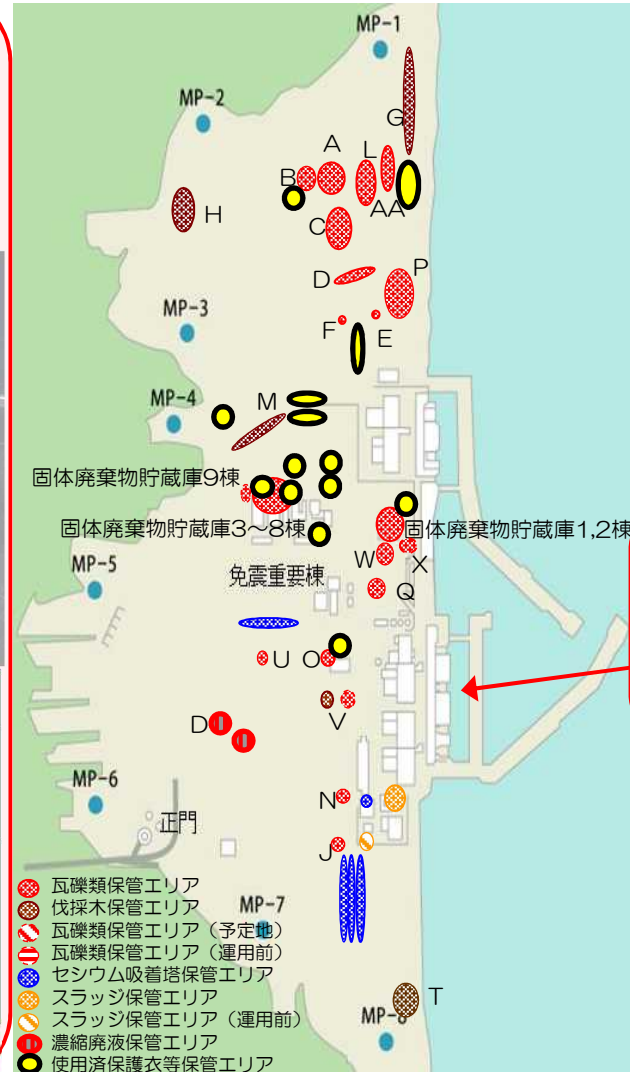 MP-1
MP-2
G
A
L
B
H
AA
C
D
P
MP-3
F
E
MP-4
M
固体廃棄物貯蔵庫9棟
固体廃棄物貯蔵庫3～8棟
固体廃棄物貯蔵庫1,2棟
W
X
MP-5
免震重要棟
Q
U
O
V
D
MP-6
N
正門
J
瓦礫類保管エリア
伐採木保管エリア
MP-7
瓦礫類保管エリア（予定地）
瓦礫類保管エリア（運用前）
セシウム吸着塔保管エリア
スラッジ保管エリア
T
スラッジ保管エリア（運用前）
MP-8
濃縮廃液保管エリア
使用済保護衣等保管エリア